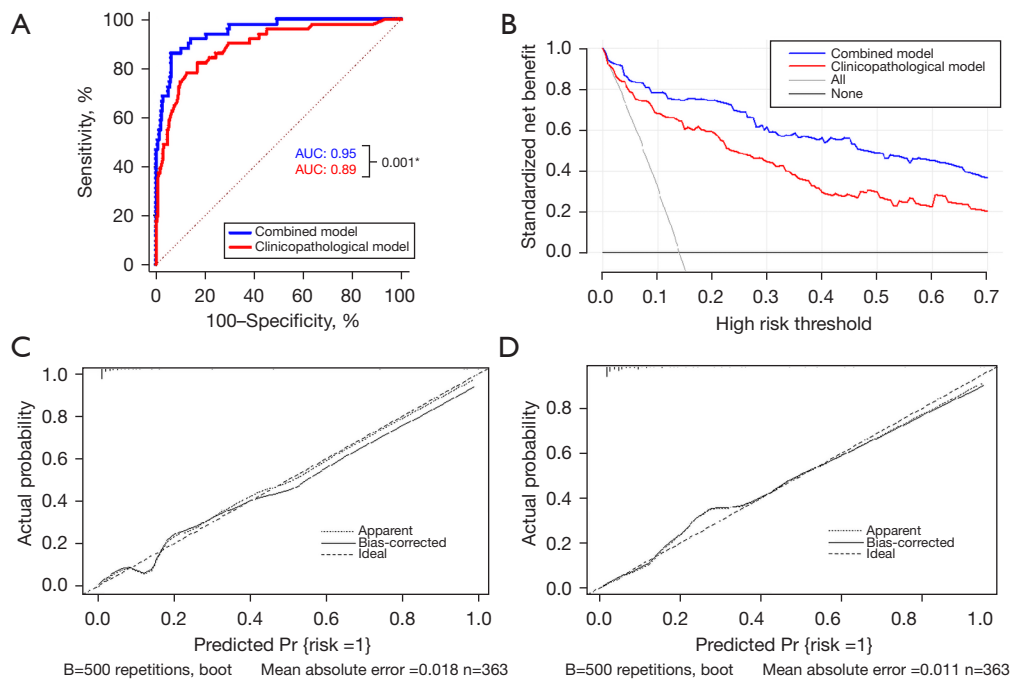 A
100
80
60
40
20
0
Sensitivity, %
AUC: 0.95
AUC: 0.89
0.001*
Combined model
Clinicopathological model
0 20 40 60 80 100
100–Specificity, %
B
1.0
0.8
0.6
0.4
0.2
0.0
Standardized net benefit
Combined model
Clinicopathological model
All
None
0.0 0.1 0.2 0.3 0.4 0.5 0.6 0.7
High risk threshold
C
1.0
0.8
0.6
0.4
0.2
0.0
Actual probability
Apparent
Bias-corrected
Ideal
0.0 0.2 0.4 0.6 0.8 1.0
Predicted Pr {risk =1}
B=500 repetitions, boot Mean absolute error =0.018 n=363
D
0.8
0.6
0.4
0.2
0.0
Actual probability
Apparent
Bias-corrected
Ideal
0.0 0.2 0.4 0.6 0.8 1.0
Predicted Pr {risk =1}
B=500 repetitions, boot Mean absolute error =0.011 n=363